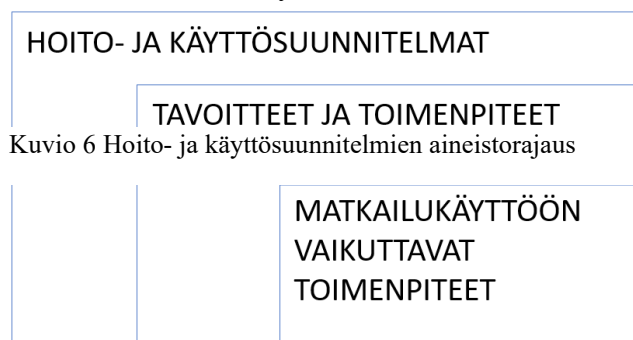 HOITO- JA KÄYTTÖSUUNNITELMAT
TAVOITTEET JA TOIMENPITEET
Kuvio 6 Hoito- ja käyttösuunnitelmien aineistorajaus
MATKAILUKÄYTTÖÖN
VAIKUTTAVAT
TOIMENPITEET